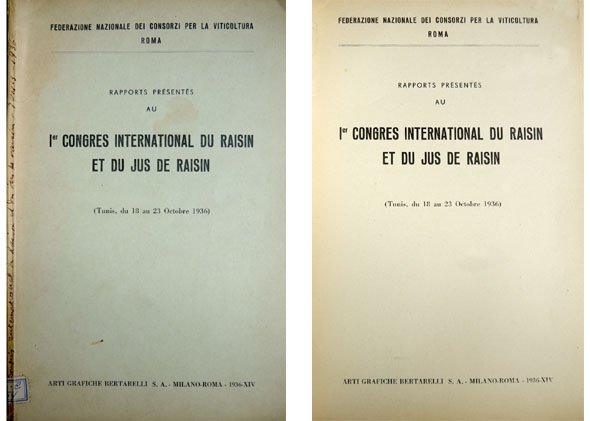 FEDERAZIONE NAZIONALE DEI CONSORZI PER LA VITICOLTURA
ROMA
RAPPORTS PRÉSENTÉS
AU
Ier CONGRES INTERNATIONAL DU RAISIN
ET DU JUS DE RAISIN
(Tunis, du 18 au 23 Octobre 1936)
ARTI GRAFICHE BERTARELLI S. A. - MILANO-ROMA - 1936-XIV
FEDERAZIONE NAZIONALE DEI CONSORZI PER LA VITICOLTURA
ROMA
RAPPORTS PRÉSENTÉS
AU
Ier CONGRES INTERNATIONAL DU RAISIN
ET DU JUS DE RAISIN
(Tunis, du 18 au 23 Octobre 1936)
ARTI GRAFICHE BERTARELLI S. A. - MILANO-ROMA - 1936-XIV